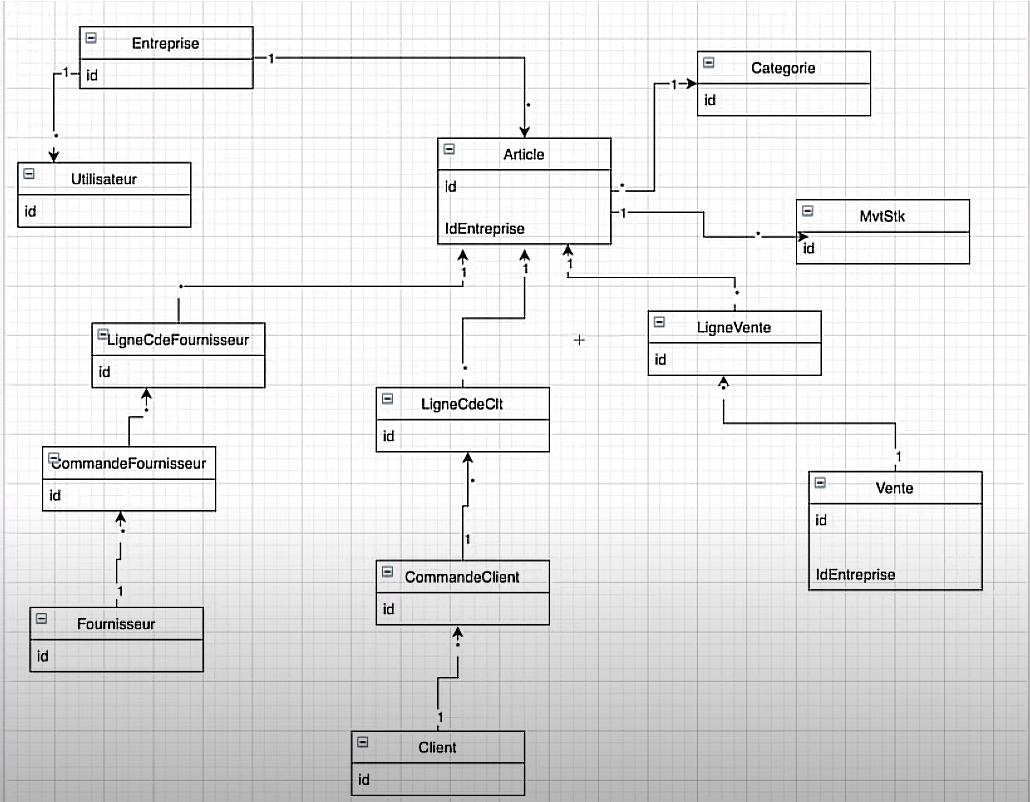 Entreprise
id
1
1
*
*
Utilisateur
id
Categorie
id
1
Article
id
IdEntreprise
*
1
*
MvtStk
id
1
1
1
*
*
*
LigneCdeFournisseur
id
LigneVente
id
LigneCdeClt
id
*
*
CommandeFournisseur
id
*
1
Vente
id
IdEntreprise
*
1
CommandeClient
id
1
Fournisseur
id
*
1
Client
id